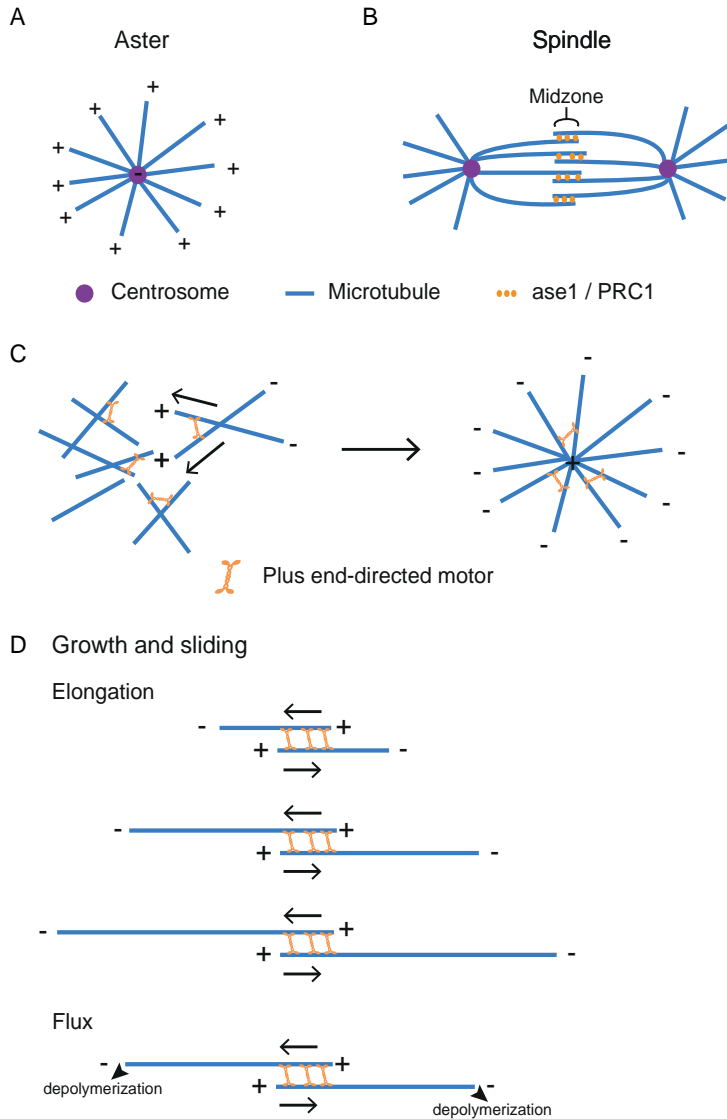 A
Aster
+
+
+
+
+
+
+
+
+
+
-
B
Spindle
Midzone
Centrosome
Microtubule
ase1 / PRC1
C
+
+
-
-
+
-
-
-
-
-
-
-
-
-
-
Plus end-directed motor
D Growth and sliding
Elongation
- +
+ -
- +
+ -
- +
+ -
Flux
- +
depolymerization
+ -
depolymerization